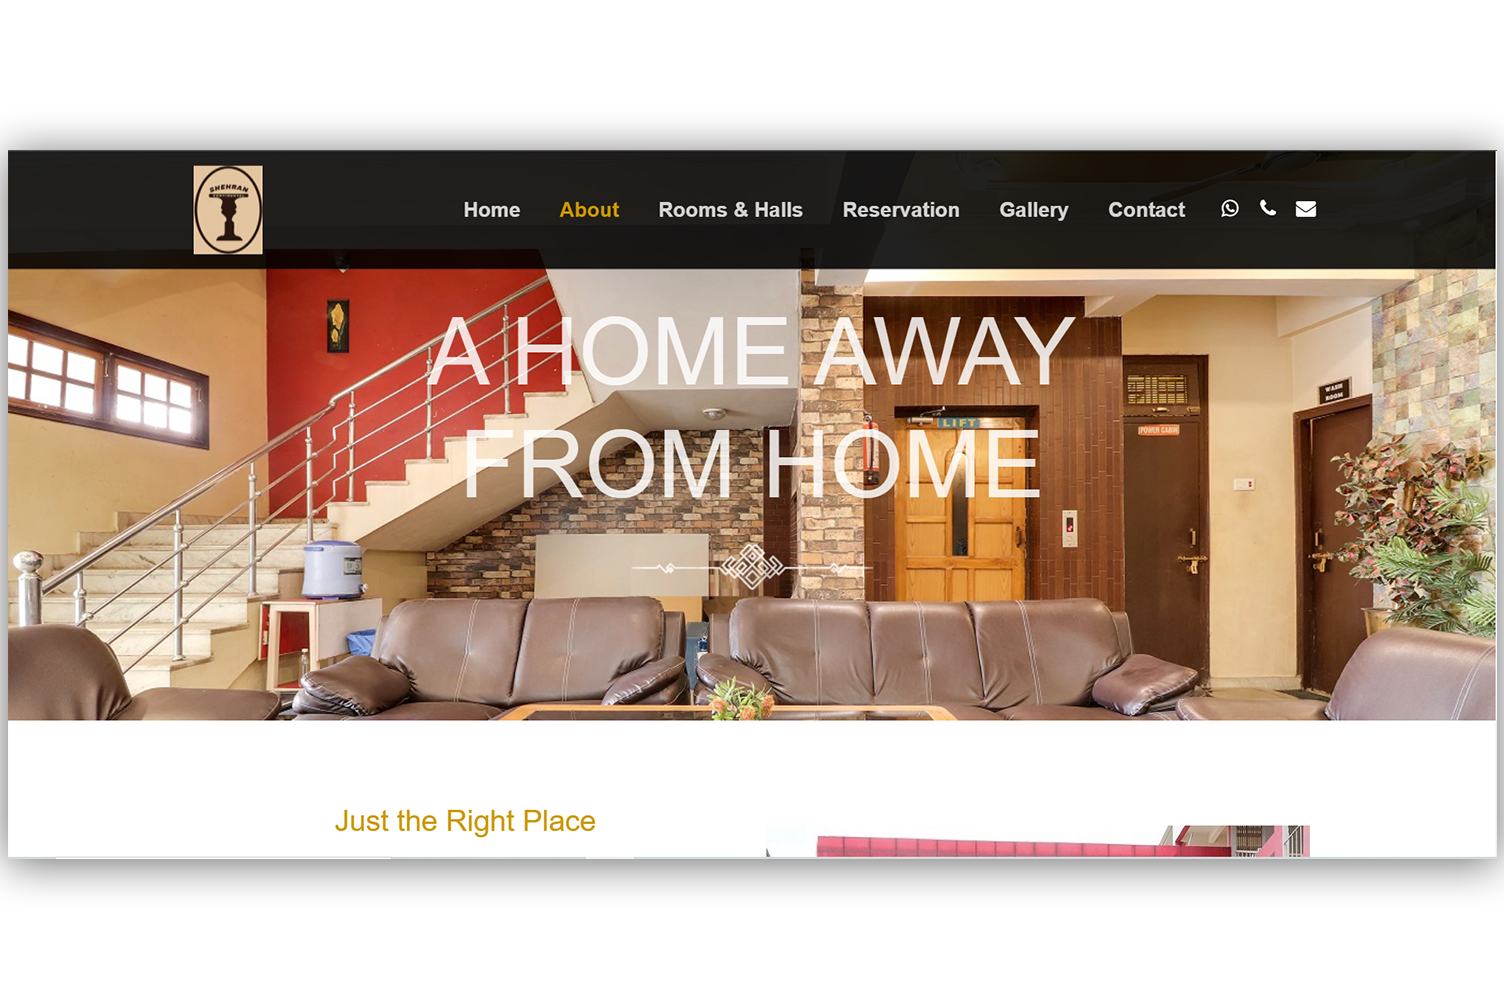 SHEHRAN
Home
About
Rooms & Halls
Reservation
Gallery
Contact
A HOME AWAY
FROM HOME
LIFT
POWER CABIN
WASH
ROOM
Just the Right Place